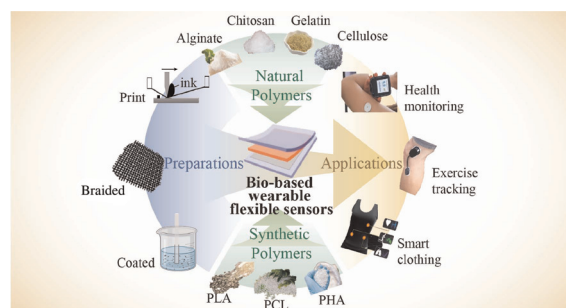 Chitosan
Gelatin
Alginate
Cellulose
Natural
Polymers
ink
Print
Health
monitoring
Preparations
Applications
Braided
Bio-based
wearable
flexible sensors
Exercise
tracking
Synthetic
Polymers
Coated
Smart
clothing
PLA
PCL
PHA